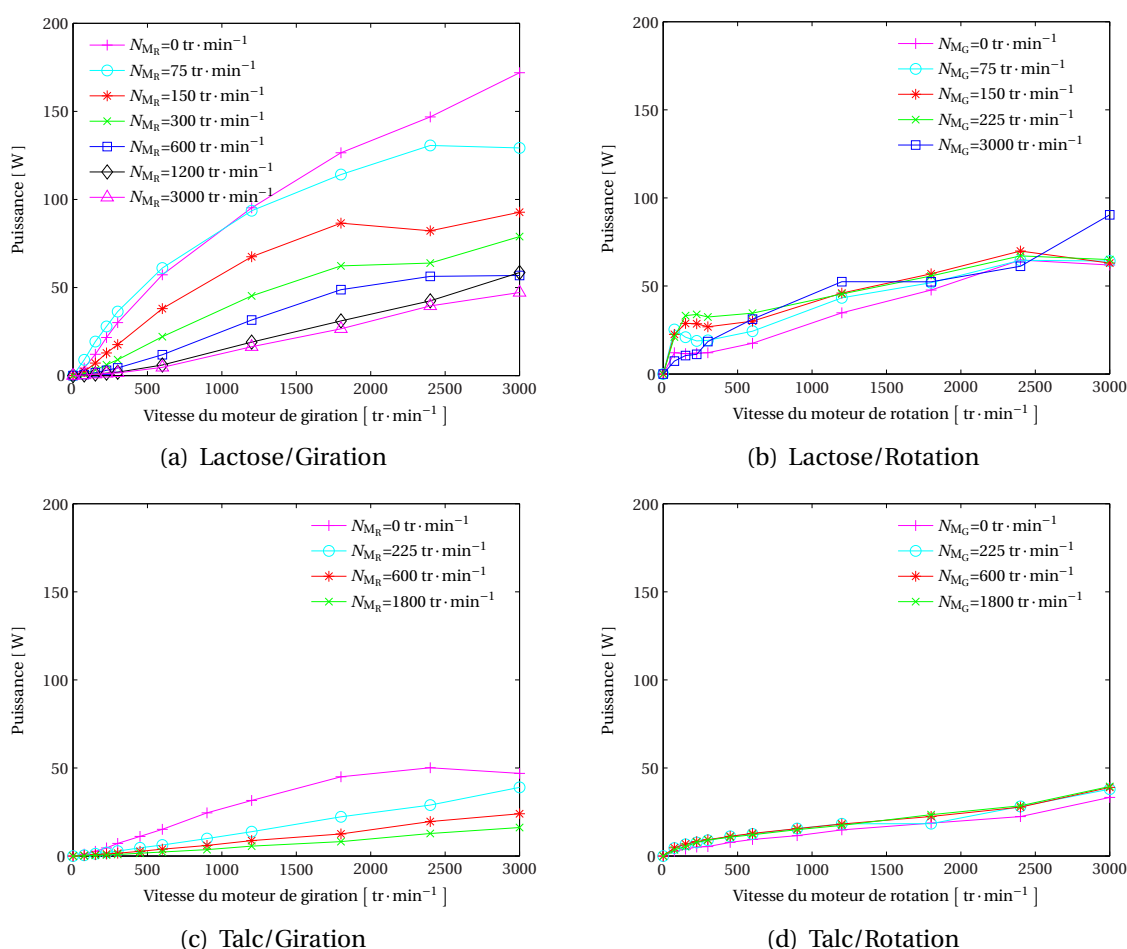 200
150
100
50
0
Puissance [ W ]
N_MR=0 tr·min⁻¹
N_MR=75 tr·min⁻¹
N_MR=150 tr·min⁻¹
N_MR=300 tr·min⁻¹
N_MR=600 tr·min⁻¹
N_MR=1200 tr·min⁻¹
N_MR=3000 tr·min⁻¹
0 500 1000 1500 2000 2500 3000
Vitesse du moteur de giration [ tr·min⁻¹ ]
(a) Lactose/Giration
200
150
100
50
0
Puissance [ W ]
N_MG=0 tr·min⁻¹
N_MG=75 tr·min⁻¹
N_MG=150 tr·min⁻¹
N_MG=225 tr·min⁻¹
N_MG=3000 tr·min⁻¹
0 500 1000 1500 2000 2500 3000
Vitesse du moteur de rotation [ tr·min⁻¹ ]
(b) Lactose/Rotation
200
150
100
50
0
Puissance [ W ]
N_MR=0 tr·min⁻¹
N_MR=225 tr·min⁻¹
N_MR=600 tr·min⁻¹
N_MR=1800 tr·min⁻¹
0 500 1000 1500 2000 2500 3000
Vitesse du moteur de giration [ tr·min⁻¹ ]
(c) Talc/Giration
200
150
100
50
0
Puissance [ W ]
N_MG=0 tr·min⁻¹
N_MG=225 tr·min⁻¹
N_MG=600 tr·min⁻¹
N_MG=1800 tr·min⁻¹
0 500 1000 1500 2000 2500 3000
Vitesse du moteur de rotation [ tr·min⁻¹ ]
(d) Talc/Rotation